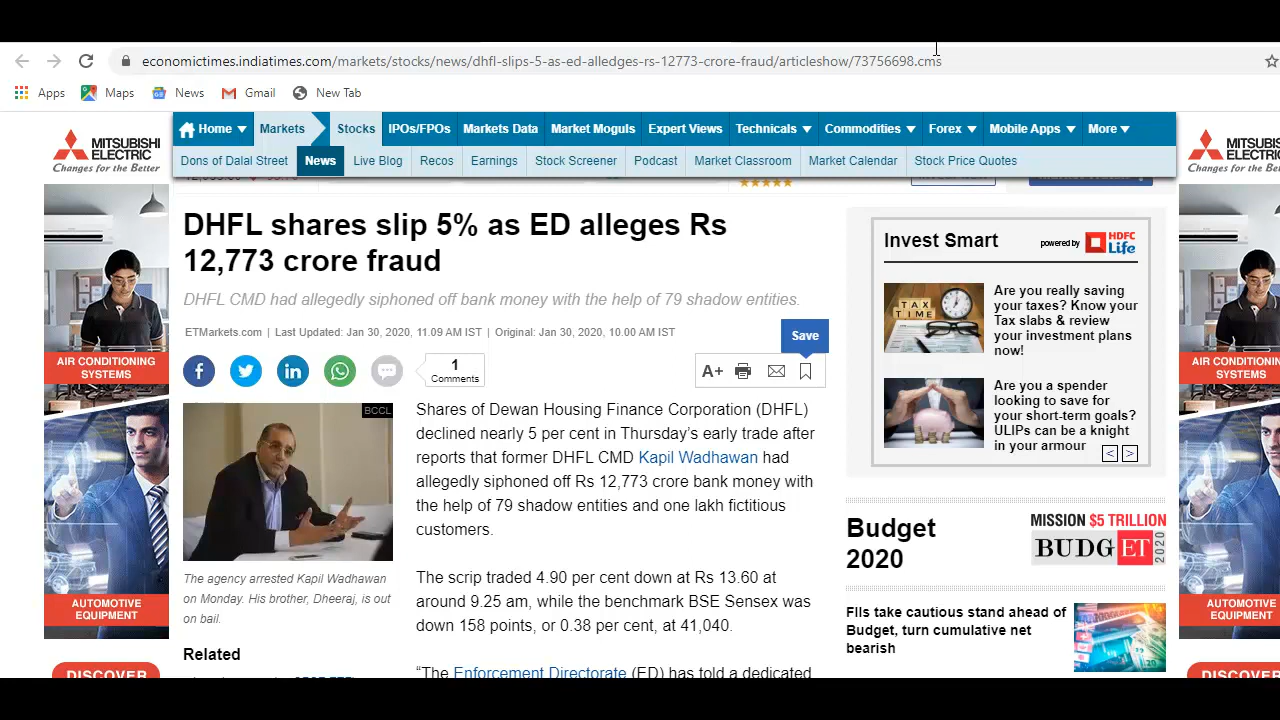 economictimes.indiatimes.com/markets/stocks/news/dhfl-slips-5-as-ed-alledges-rs-12773-crore-fraud/articleshow/73756698.cms
Apps Maps News Gmail New Tab
MITSUBISHI ELECTRIC
Changes for the Better
Home Markets Stocks IPOs/FPOs Markets Data Market Moguls Expert Views Technicals Commodities Forex Mobile Apps More
Dons of Dalal Street News Live Blog Recos Earnings Stock Screener Podcast Market Classroom Market Calendar Stock Price Quotes
MITSUBISHI ELECTRIC
Changes for the Better
DHFL shares slip 5% as ED alleges Rs
12,773 crore fraud
DHFL CMD had allegedly siphoned off bank money with the help of 79 shadow entities.
ETMarkets.com | Last Updated: Jan 30, 2020, 11.09 AM IST | Original: Jan 30, 2020, 10.00 AM IST
Save
1
Comments
A+
BCCL
The agency arrested Kapil Wadhawan
on Monday. His brother, Dheeraj, is out
on bail.
Related
Shares of Dewan Housing Finance Corporation (DHFL)
declined nearly 5 per cent in Thursday's early trade after
reports that former DHFL CMD Kapil Wadhawan had
allegedly siphoned off Rs 12,773 crore bank money with
the help of 79 shadow entities and one lakh fictitious
customers.
The scrip traded 4.90 per cent down at Rs 13.60 at
around 9.25 am, while the benchmark BSE Sensex was
down 158 points, or 0.38 per cent, at 41,040.
“The Enforcement Directorate (ED) has told a dedicated
Invest Smart
powered by HDFC Life
TAX TIME
Are you really saving
your taxes? Know your
Tax slabs & review
your investment plans
now!
Are you a spender
looking to save for
your short-term goals?
ULIPs can be a knight
in your armour
< >
Budget
2020
MISSION $5 TRILLION
BUDGET 2020
FIIs take cautious stand ahead of
Budget, turn cumulative net
bearish
AIR CONDITIONING
SYSTEMS
AUTOMOTIVE
EQUIPMENT
DISCOVER
AIR CONDITIONING
SYSTEMS
AUTOMOTIVE
EQUIPMENT
DISCOVER